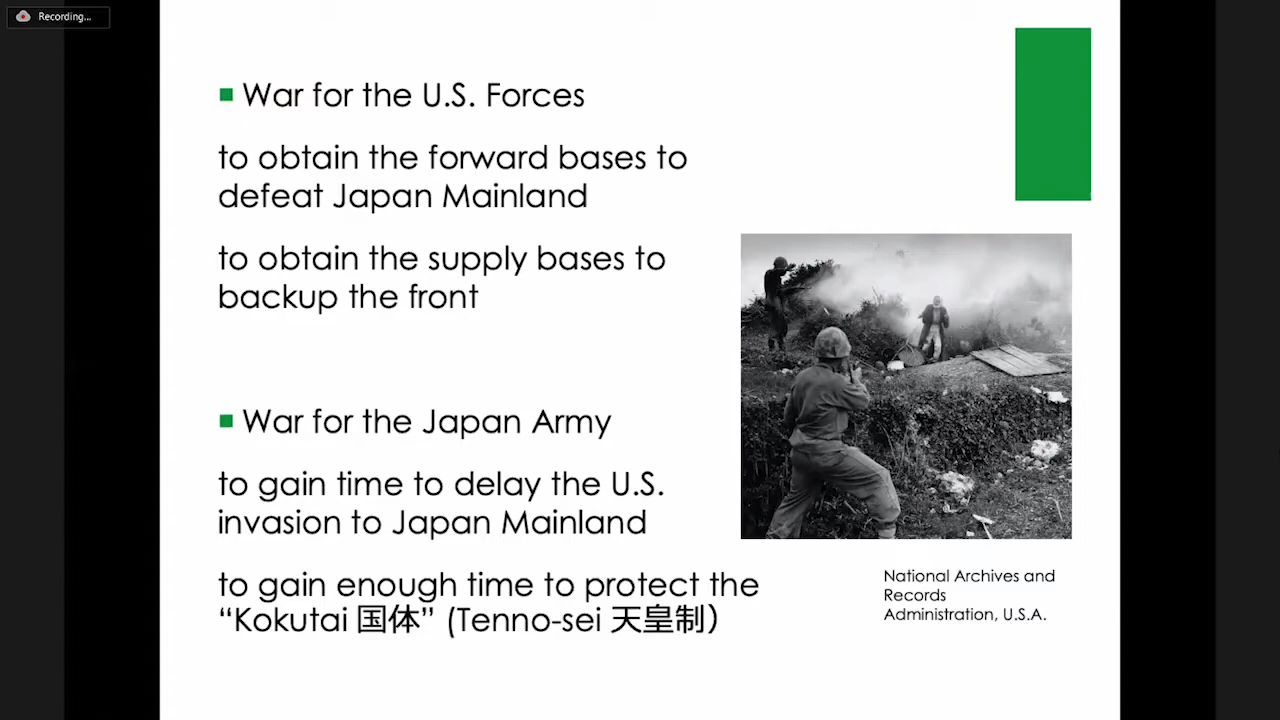 Recording...
War for the U.S. Forces
to obtain the forward bases to
defeat Japan Mainland
to obtain the supply bases to
backup the front
War for the Japan Army
to gain time to delay the U.S.
invasion to Japan Mainland
to gain enough time to protect the
“Kokutai 国体” (Tenno-sei 天皇制）
National Archives and
Records
Administration, U.S.A.